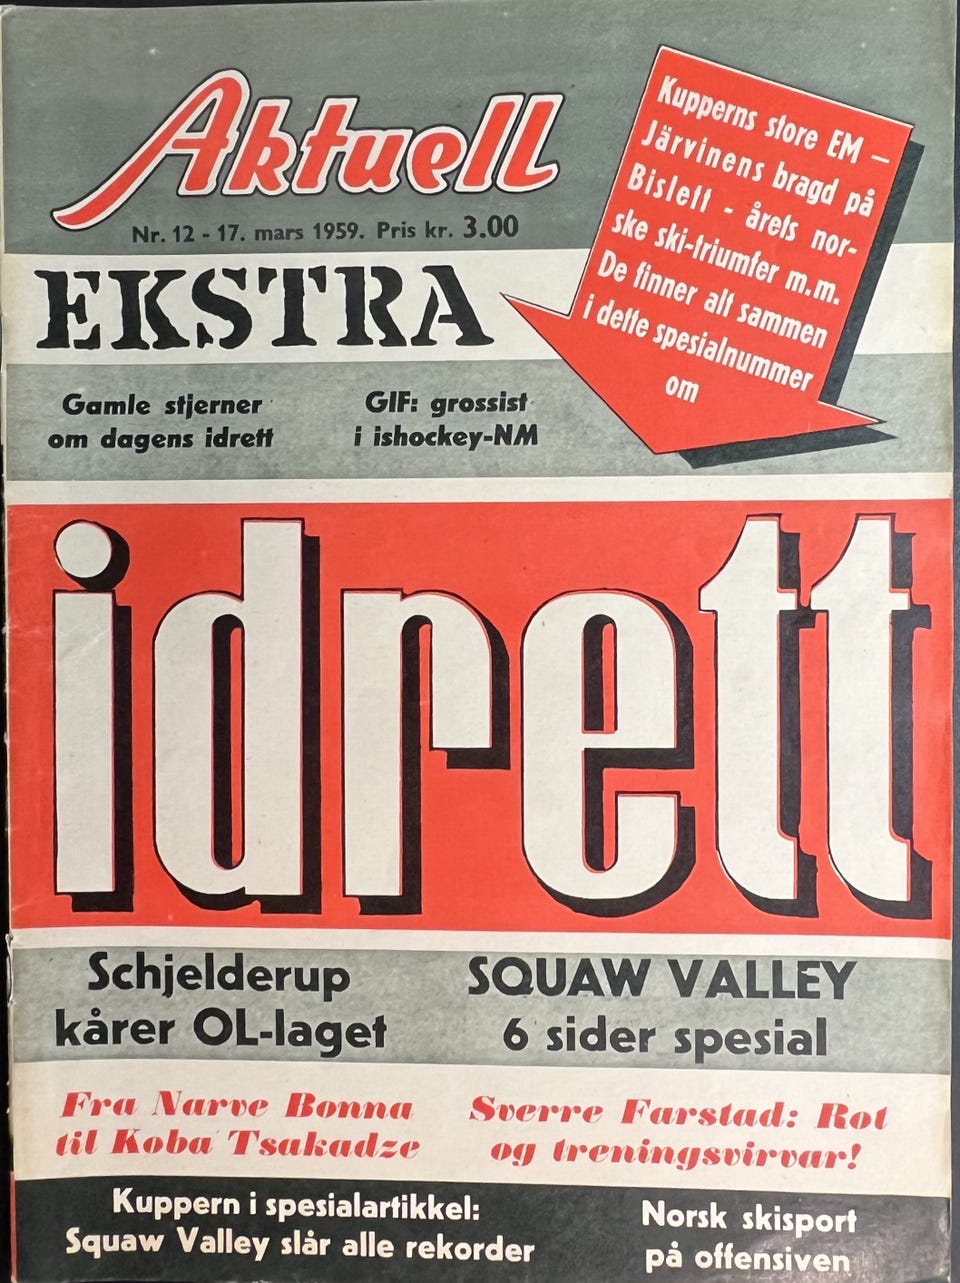 Aktuell
Nr. 12 - 17. mars 1959. Pris kr. 3.00
EKSTRA
Kupperns store EM –
Järvinens bragd på
Bislett - årets nor-
ske ski-triumfer m.m.
De finner alt sammen
i dette spesialnummer
om
Gamle stjerner
om dagens idrett
GIF: grossist
i ishockey-NM
idrett
Schjelderup
kårer OL-laget
SQUAW VALLEY
6 sider spesial
Fra Narve Bonna
til Koba Tsakadze
Sverre Farstad: Rot
og treningsvirvar!
Kuppern i spesialartikkel:
Squaw Valley slår alle rekorder
Norsk skisport
på offensiven